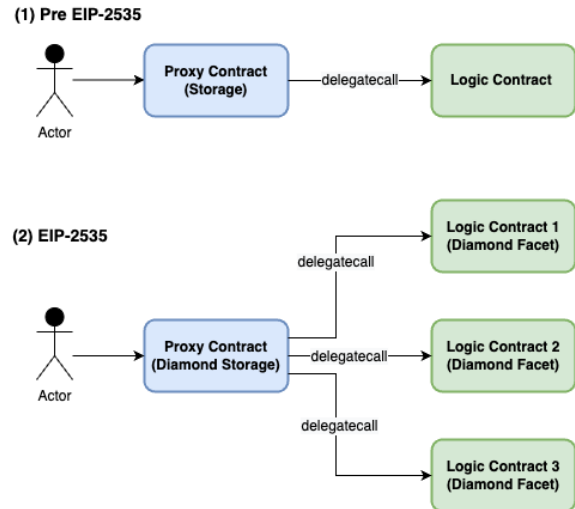 (1) Pre EIP-2535
Proxy Contract
(Storage)
delegatecall
Logic Contract
Actor
(2) EIP-2535
Logic Contract 1
(Diamond Facet)
delegatecall
Proxy Contract
(Diamond Storage)
delegatecall
Logic Contract 2
(Diamond Facet)
Actor
delegatecall
Logic Contract 3
(Diamond Facet)